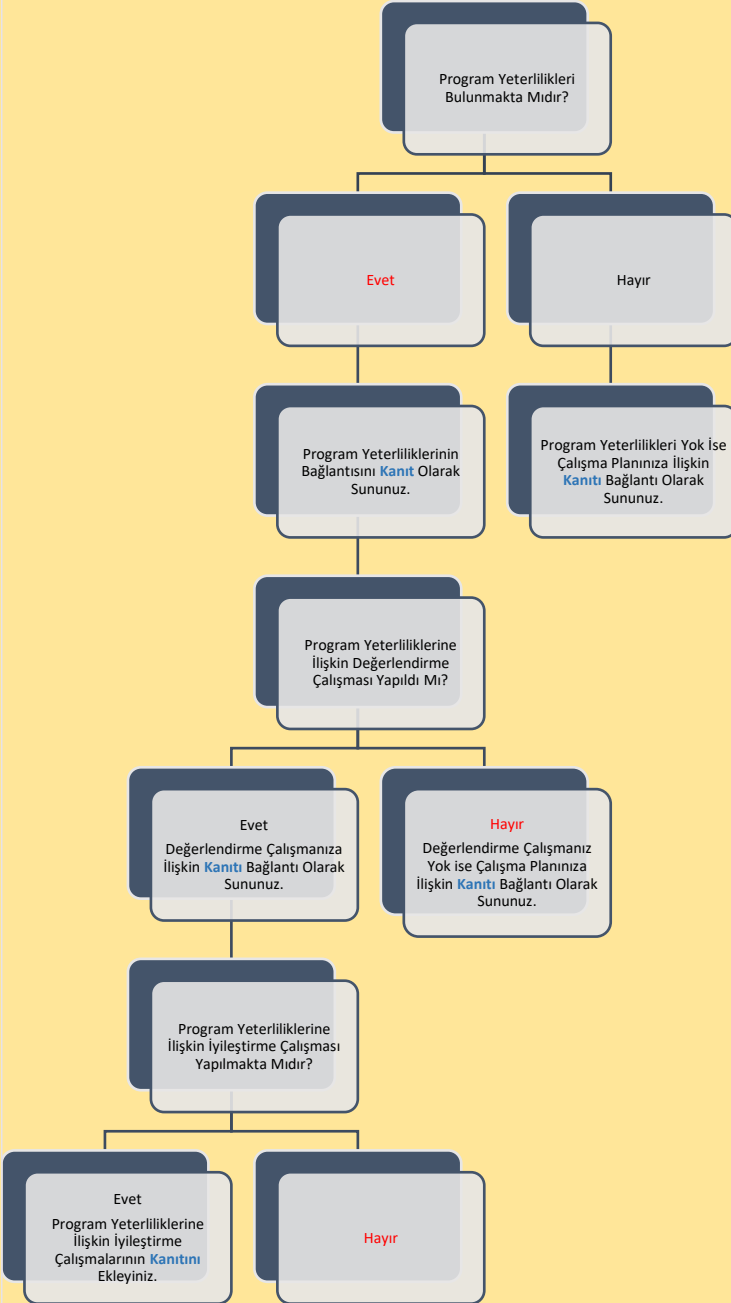 Program Yeterlilikleri
Bulunmakta Mıdır?
Evet
Hayır
Program Yeterliliklerinin
Bağlantısını Kanıt Olarak
Sununuz.
Program Yeterlilikleri Yok İse
Çalışma Planınıza İlişkin
Kanıtı Bağlantı Olarak
Sununuz.
Program Yeterliliklerine
İlişkin Değerlendirme
Çalışması Yapıldı Mı?
Evet
Değerlendirme Çalışmanıza
İlişkin Kanıtı Bağlantı Olarak
Sununuz.
Hayır
Değerlendirme Çalışmanız
Yok ise Çalışma Planınıza
İlişkin Kanıtı Bağlantı Olarak
Sununuz.
Program Yeterliliklerine
İlişkin İyileştirme Çalışması
Yapılmakta Mıdır?
Evet
Program Yeterliliklerine
İlişkin İyileştirme
Çalışmalarının Kanıtını
Ekleyiniz.
Hayır